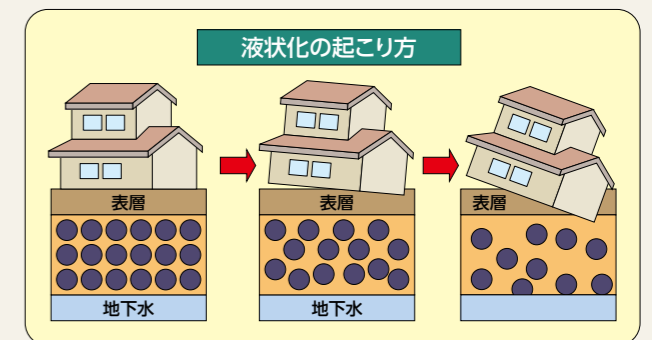 液状化の起こり方
表層
表層
表層
地下水
地下水